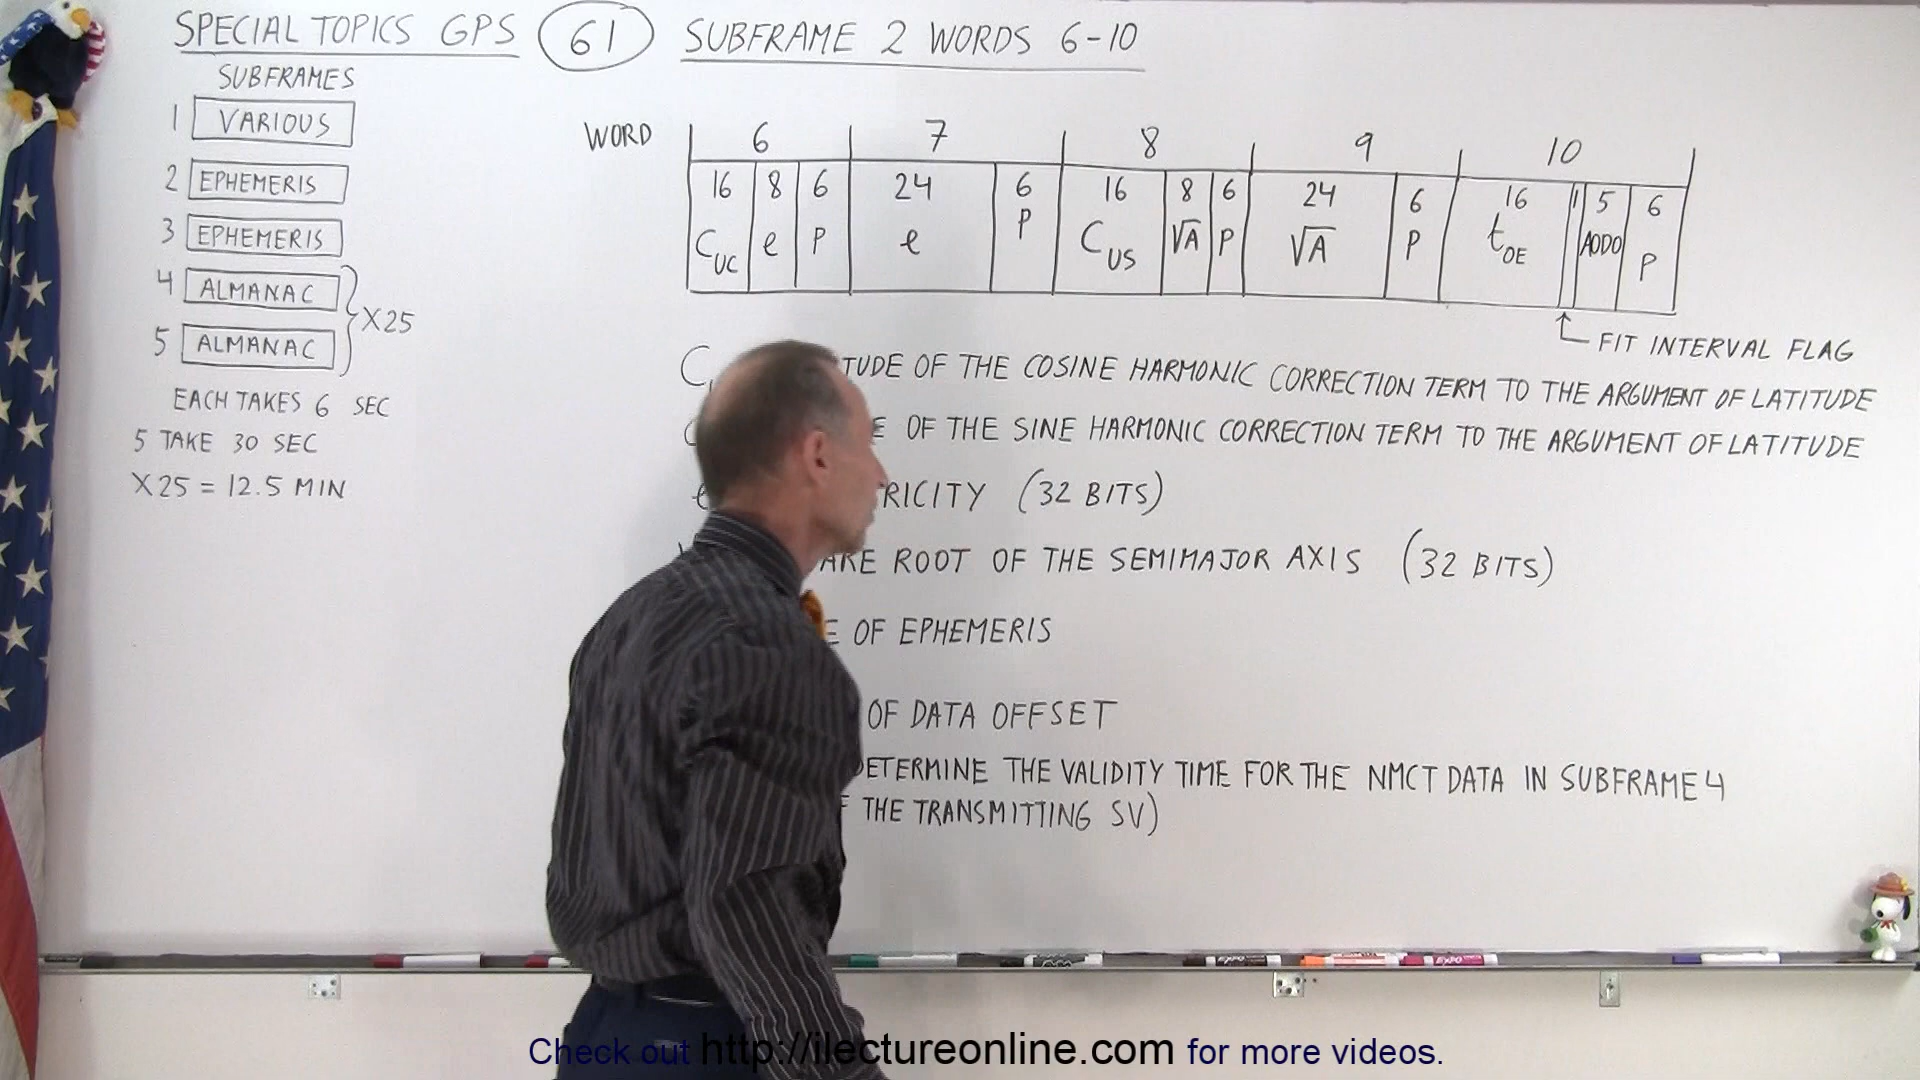 SPECIAL TOPICS GPS 61 SUBFRAME 2 WORDS 6-10
SUBFRAMES
1 VARIOUS
2 EPHEMERIS
3 EPHEMERIS
4 ALMANAC
5 ALMANAC
X25
EACH TAKES 6 SEC
5 TAKE 30 SEC
X25 = 12.5 MIN
WORD 6 7 8 9 10
16 8 6 24 6 16 8 6 24 6 16 1 5 6
C_UC e P e P C_US √A P √A P t_OE AODO P
FIT INTERVAL FLAG
C TUDE OF THE COSINE HARMONIC CORRECTION TERM TO THE ARGUMENT OF LATITUDE
E OF THE SINE HARMONIC CORRECTION TERM TO THE ARGUMENT OF LATITUDE
RICITY (32 BITS)
ARE ROOT OF THE SEMIMAJOR AXIS (32 BITS)
E OF EPHEMERIS
OF DATA OFFSET
DETERMINE THE VALIDITY TIME FOR THE NMCT DATA IN SUBFRAME 4
THE TRANSMITTING SV)
Check out http://ilectureonline.com for more videos.